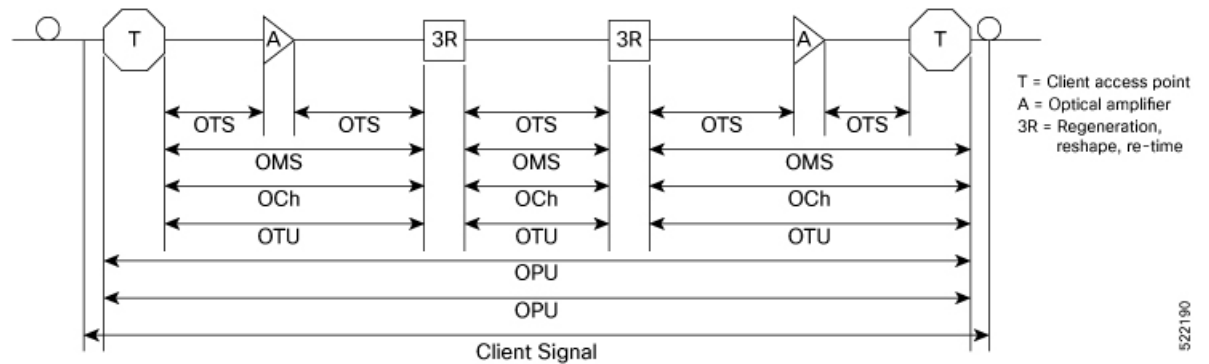 T A 3R 3R A T
T = Client access point
A = Optical amplifier
3R = Regeneration,
reshape, re-time
OTS OTS OTS OTS OTS
OMS OMS OMS
OCh OCh OCh
OTU OTU OTU
OPU
OPU
Client Signal
522190